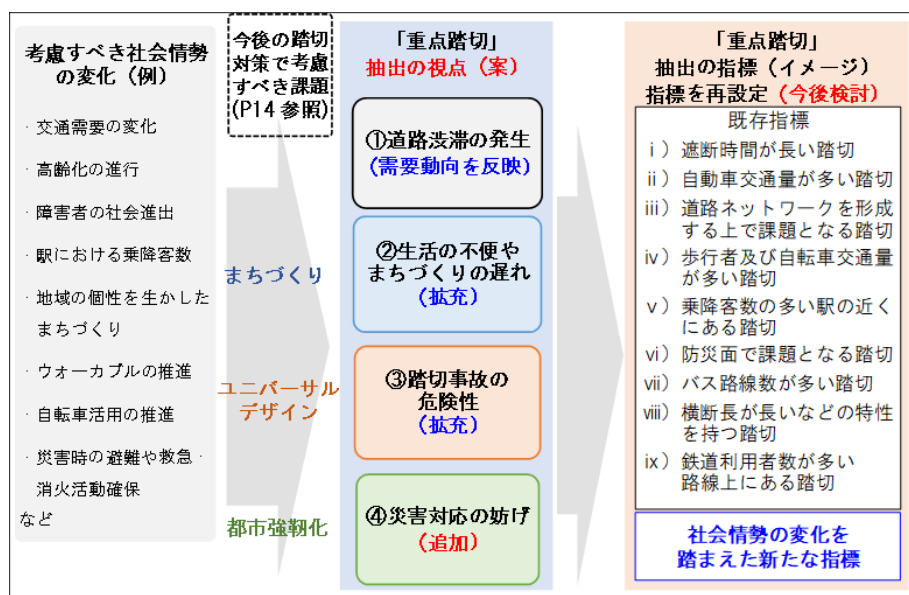 考慮すべき社会情勢
の変化（例）
・交通需要の変化
・高齢化の進行
・障害者の社会進出
・駅における乗降客数
・地域の個性を生かした
まちづくり
・ウォーカブルの推進
・自転車活用の推進
・災害時の避難や救急・
消火活動確保
など
今後の踏切
対策で考慮
すべき課題
(P14 参照)
まちづくり
ユニバーサル
デザイン
都市強靭化
「重点踏切」
抽出の視点（案）
①道路渋滞の発生
(需要動向を反映)
②生活の不便や
まちづくりの遅れ
（拡充）
③踏切事故の
危険性
（拡充）
④災害対応の妨げ
（追加）
「重点踏切」
抽出の指標（イメージ）
指標を再設定（今後検討）
既存指標
ⅰ）遮断時間が長い踏切
ⅱ）自動車交通量が多い踏切
ⅲ）道路ネットワークを形成
する上で課題となる踏切
ⅳ）歩行者及び自転車交通量
が多い踏切
ⅴ）乗降客数の多い駅の近く
にある踏切
ⅵ）防災面で課題となる踏切
ⅶ）バス路線数が多い踏切
ⅷ）横断長が長いなどの特性
を持つ踏切
ⅸ）鉄道利用者数が多い
路線上にある踏切
社会情勢の変化を
踏まえた新たな指標